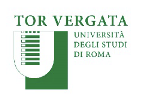 TOR VERGATA
UNIVERSITÀ
DEGLI STUDI
DI ROMA